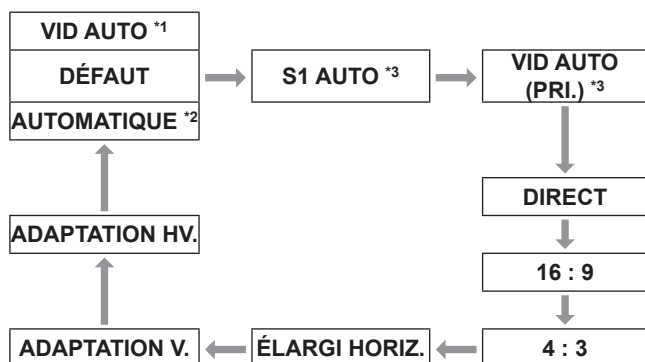 VID AUTO *1
DÉFAUT
AUTOMATIQUE *2
S1 AUTO *3
VID AUTO
(PRI.) *3
DIRECT
16 : 9
4 : 3
ÉLARGI HORIZ.
ADAPTATION V.
ADAPTATION HV.